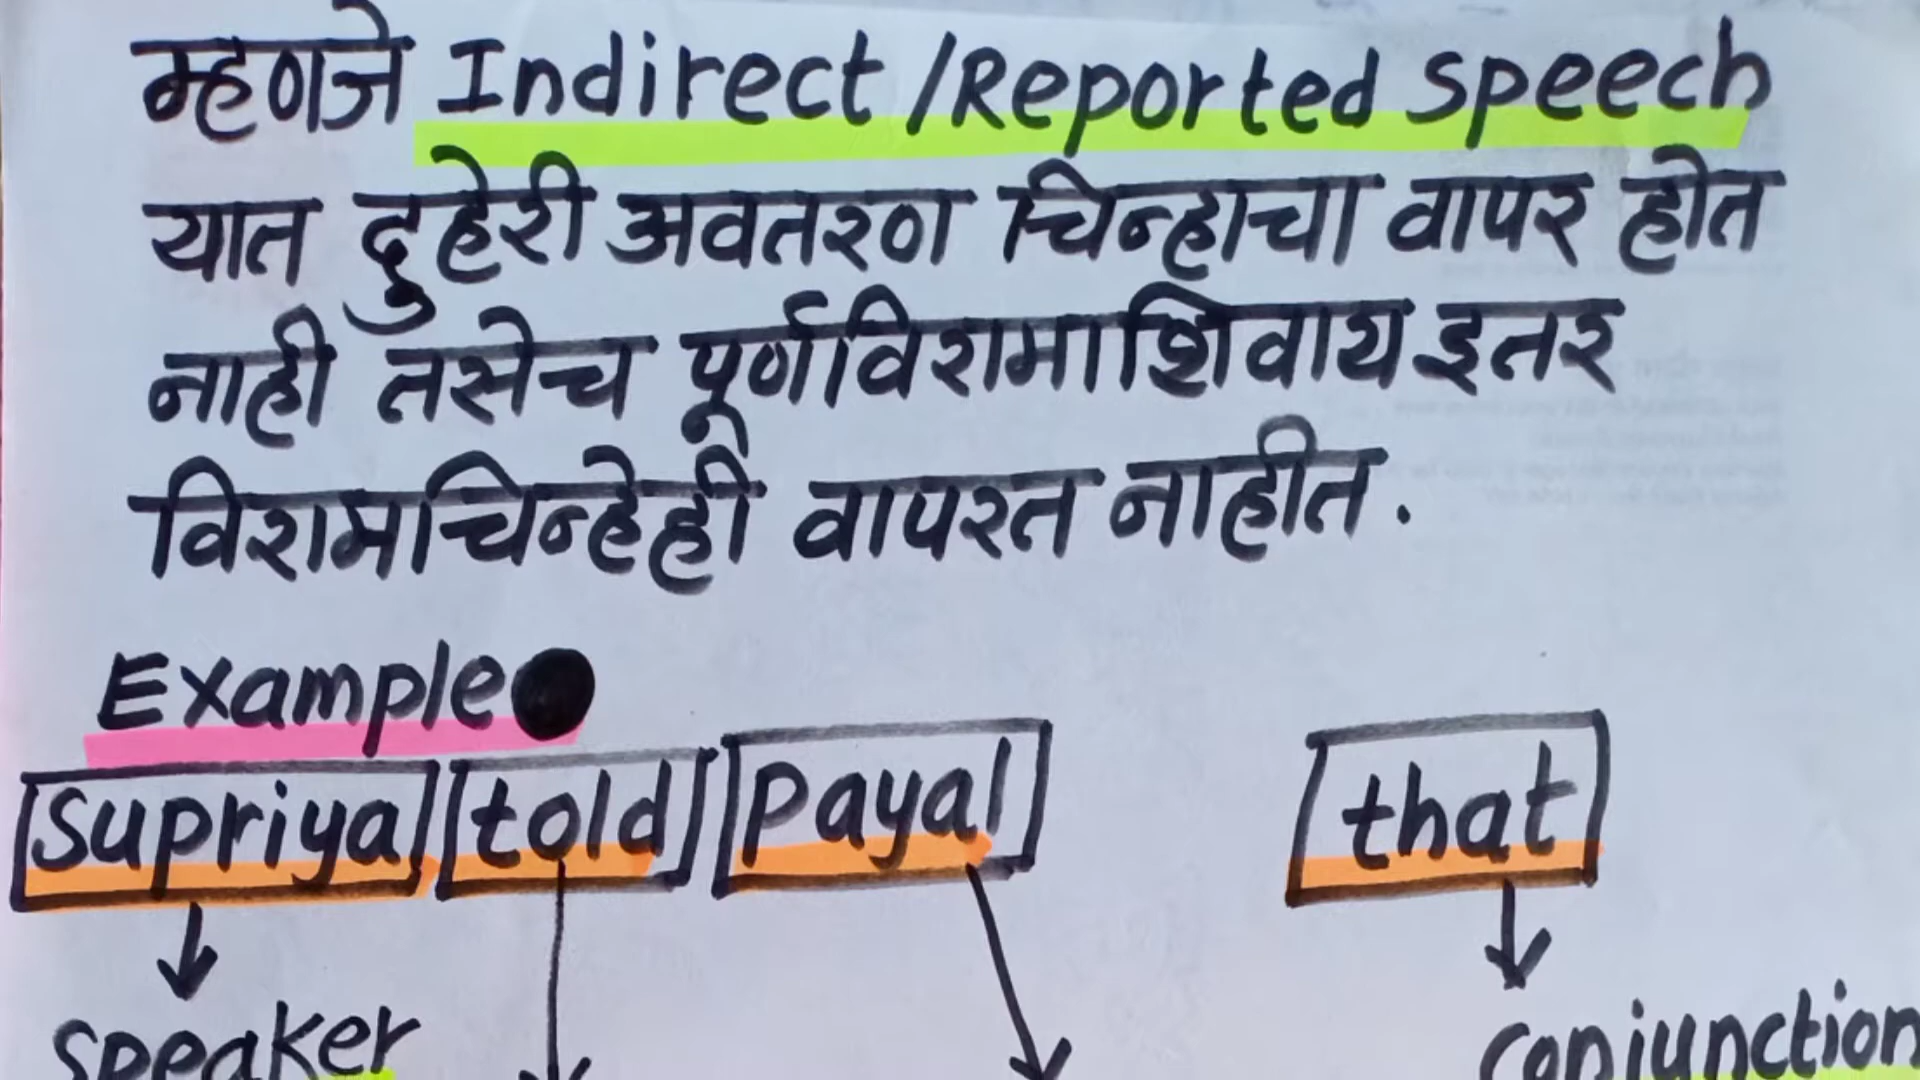 म्हणजे Indirect /Reported speech
यात दुहेरी अवतरण चिन्हाचा वापर होत
नाही तसेच पूर्णविरामाशिवाय इतर
विरामचिन्हेही वापरत नाहीत.
Example
Supriya told Payal that
speaker conjunction